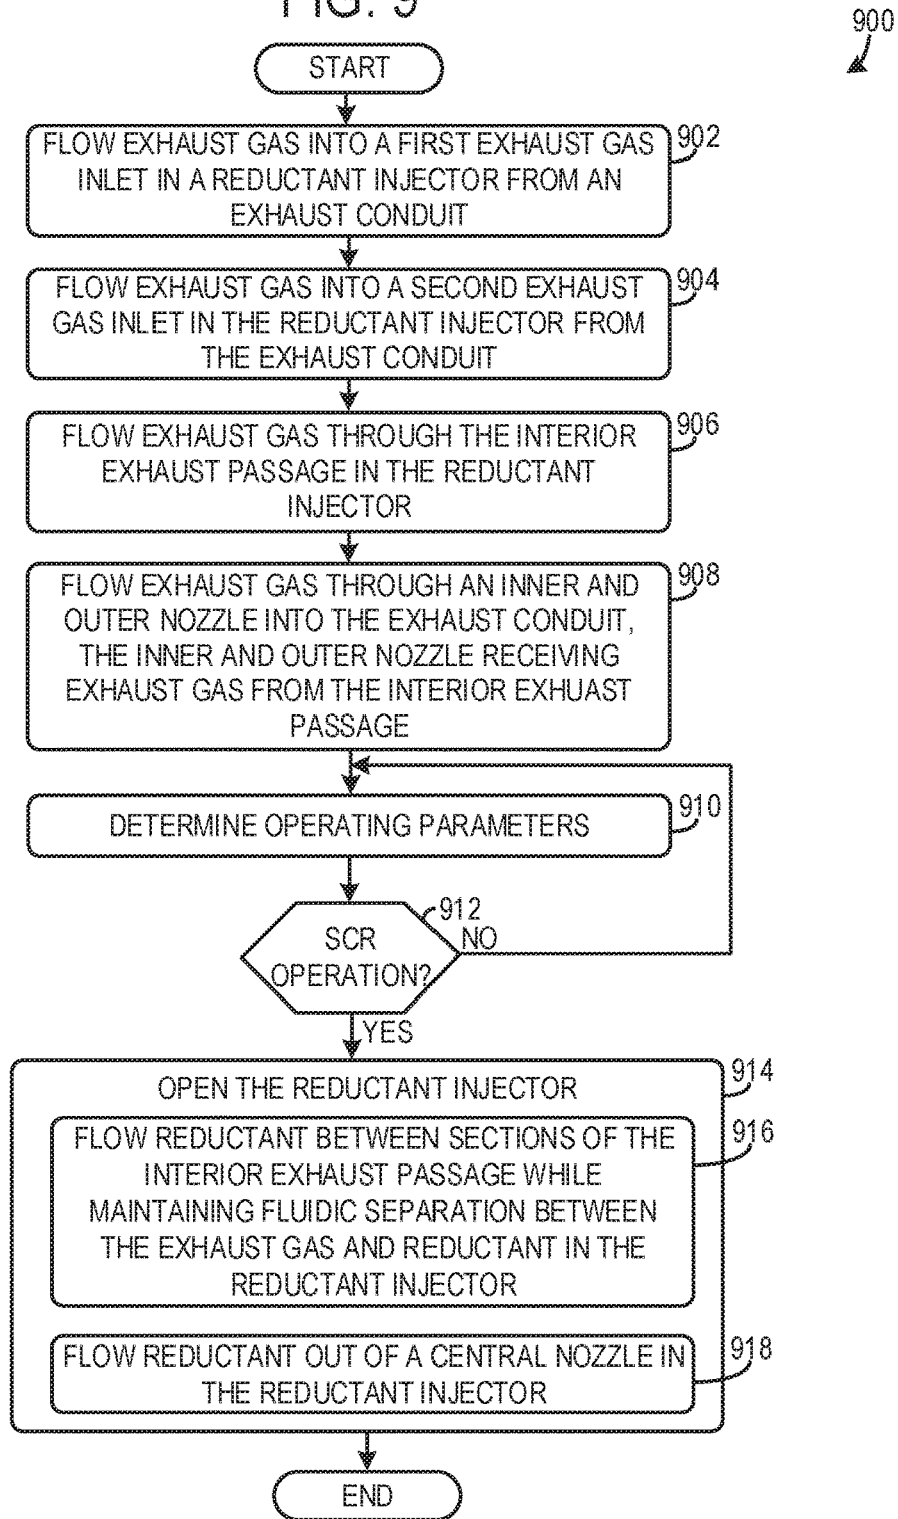 FIG. 9
900
START
FLOW EXHAUST GAS INTO A FIRST EXHAUST GAS
INLET IN A REDUCTANT INJECTOR FROM AN
EXHAUST CONDUIT
902
FLOW EXHAUST GAS INTO A SECOND EXHAUST
GAS INLET IN THE REDUCTANT INJECTOR FROM
THE EXHAUST CONDUIT
904
FLOW EXHAUST GAS THROUGH THE INTERIOR
EXHAUST PASSAGE IN THE REDUCTANT
INJECTOR
906
FLOW EXHAUST GAS THROUGH AN INNER AND
OUTER NOZZLE INTO THE EXHAUST CONDUIT,
THE INNER AND OUTER NOZZLE RECEIVING
EXHAUST GAS FROM THE INTERIOR EXHUAST
PASSAGE
908
DETERMINE OPERATING PARAMETERS
910
912
SCR
OPERATION?
NO
YES
OPEN THE REDUCTANT INJECTOR
914
FLOW REDUCTANT BETWEEN SECTIONS OF THE
INTERIOR EXHAUST PASSAGE WHILE
MAINTAINING FLUIDIC SEPARATION BETWEEN
THE EXHAUST GAS AND REDUCTANT IN THE
REDUCTANT INJECTOR
916
FLOW REDUCTANT OUT OF A CENTRAL NOZZLE IN
THE REDUCTANT INJECTOR
918
END